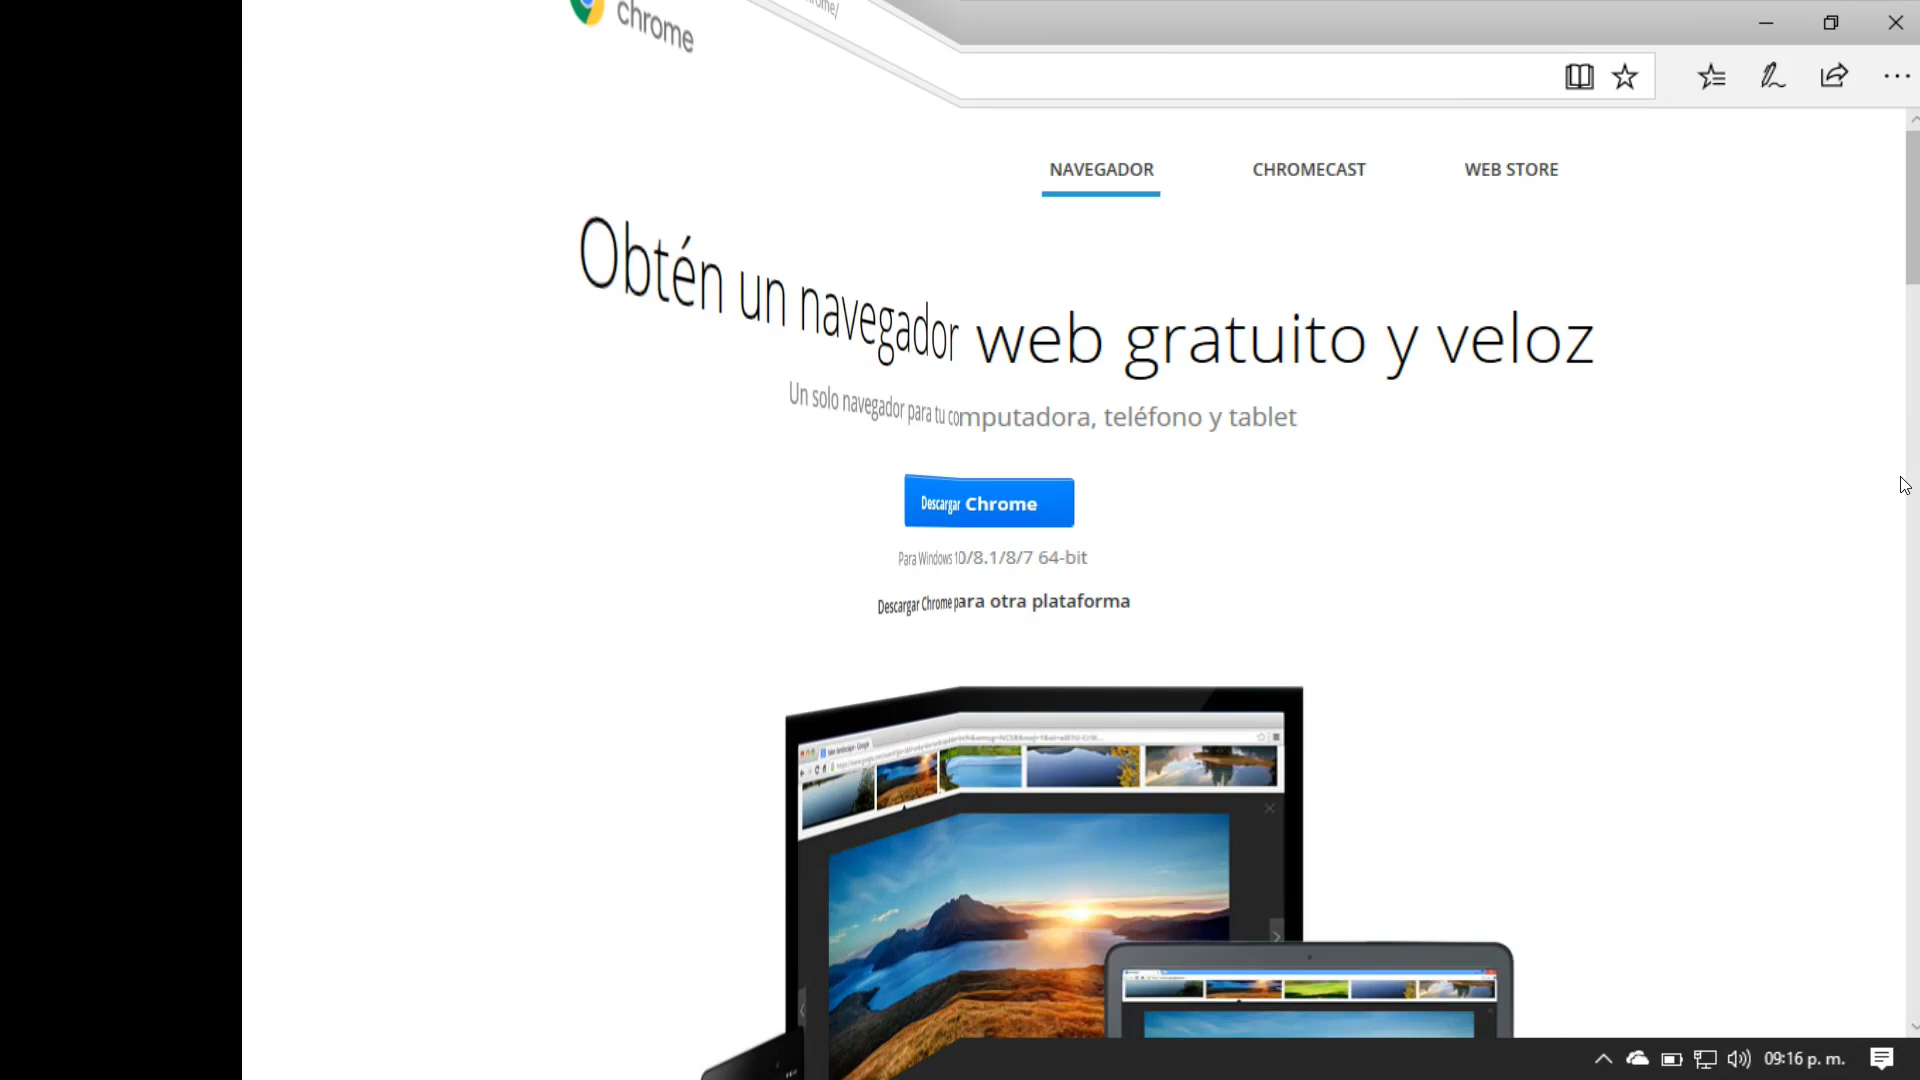 chrome
NAVEGADOR CHROMECAST WEB STORE
Obtén un navegador web gratuito y veloz
Un solo navegador para tu computadora, teléfono y tablet
Descargar Chrome
Para Windows 10/8.1/8/7 64-bit
Descargar Chrome para otra plataforma
09:16 p. m.